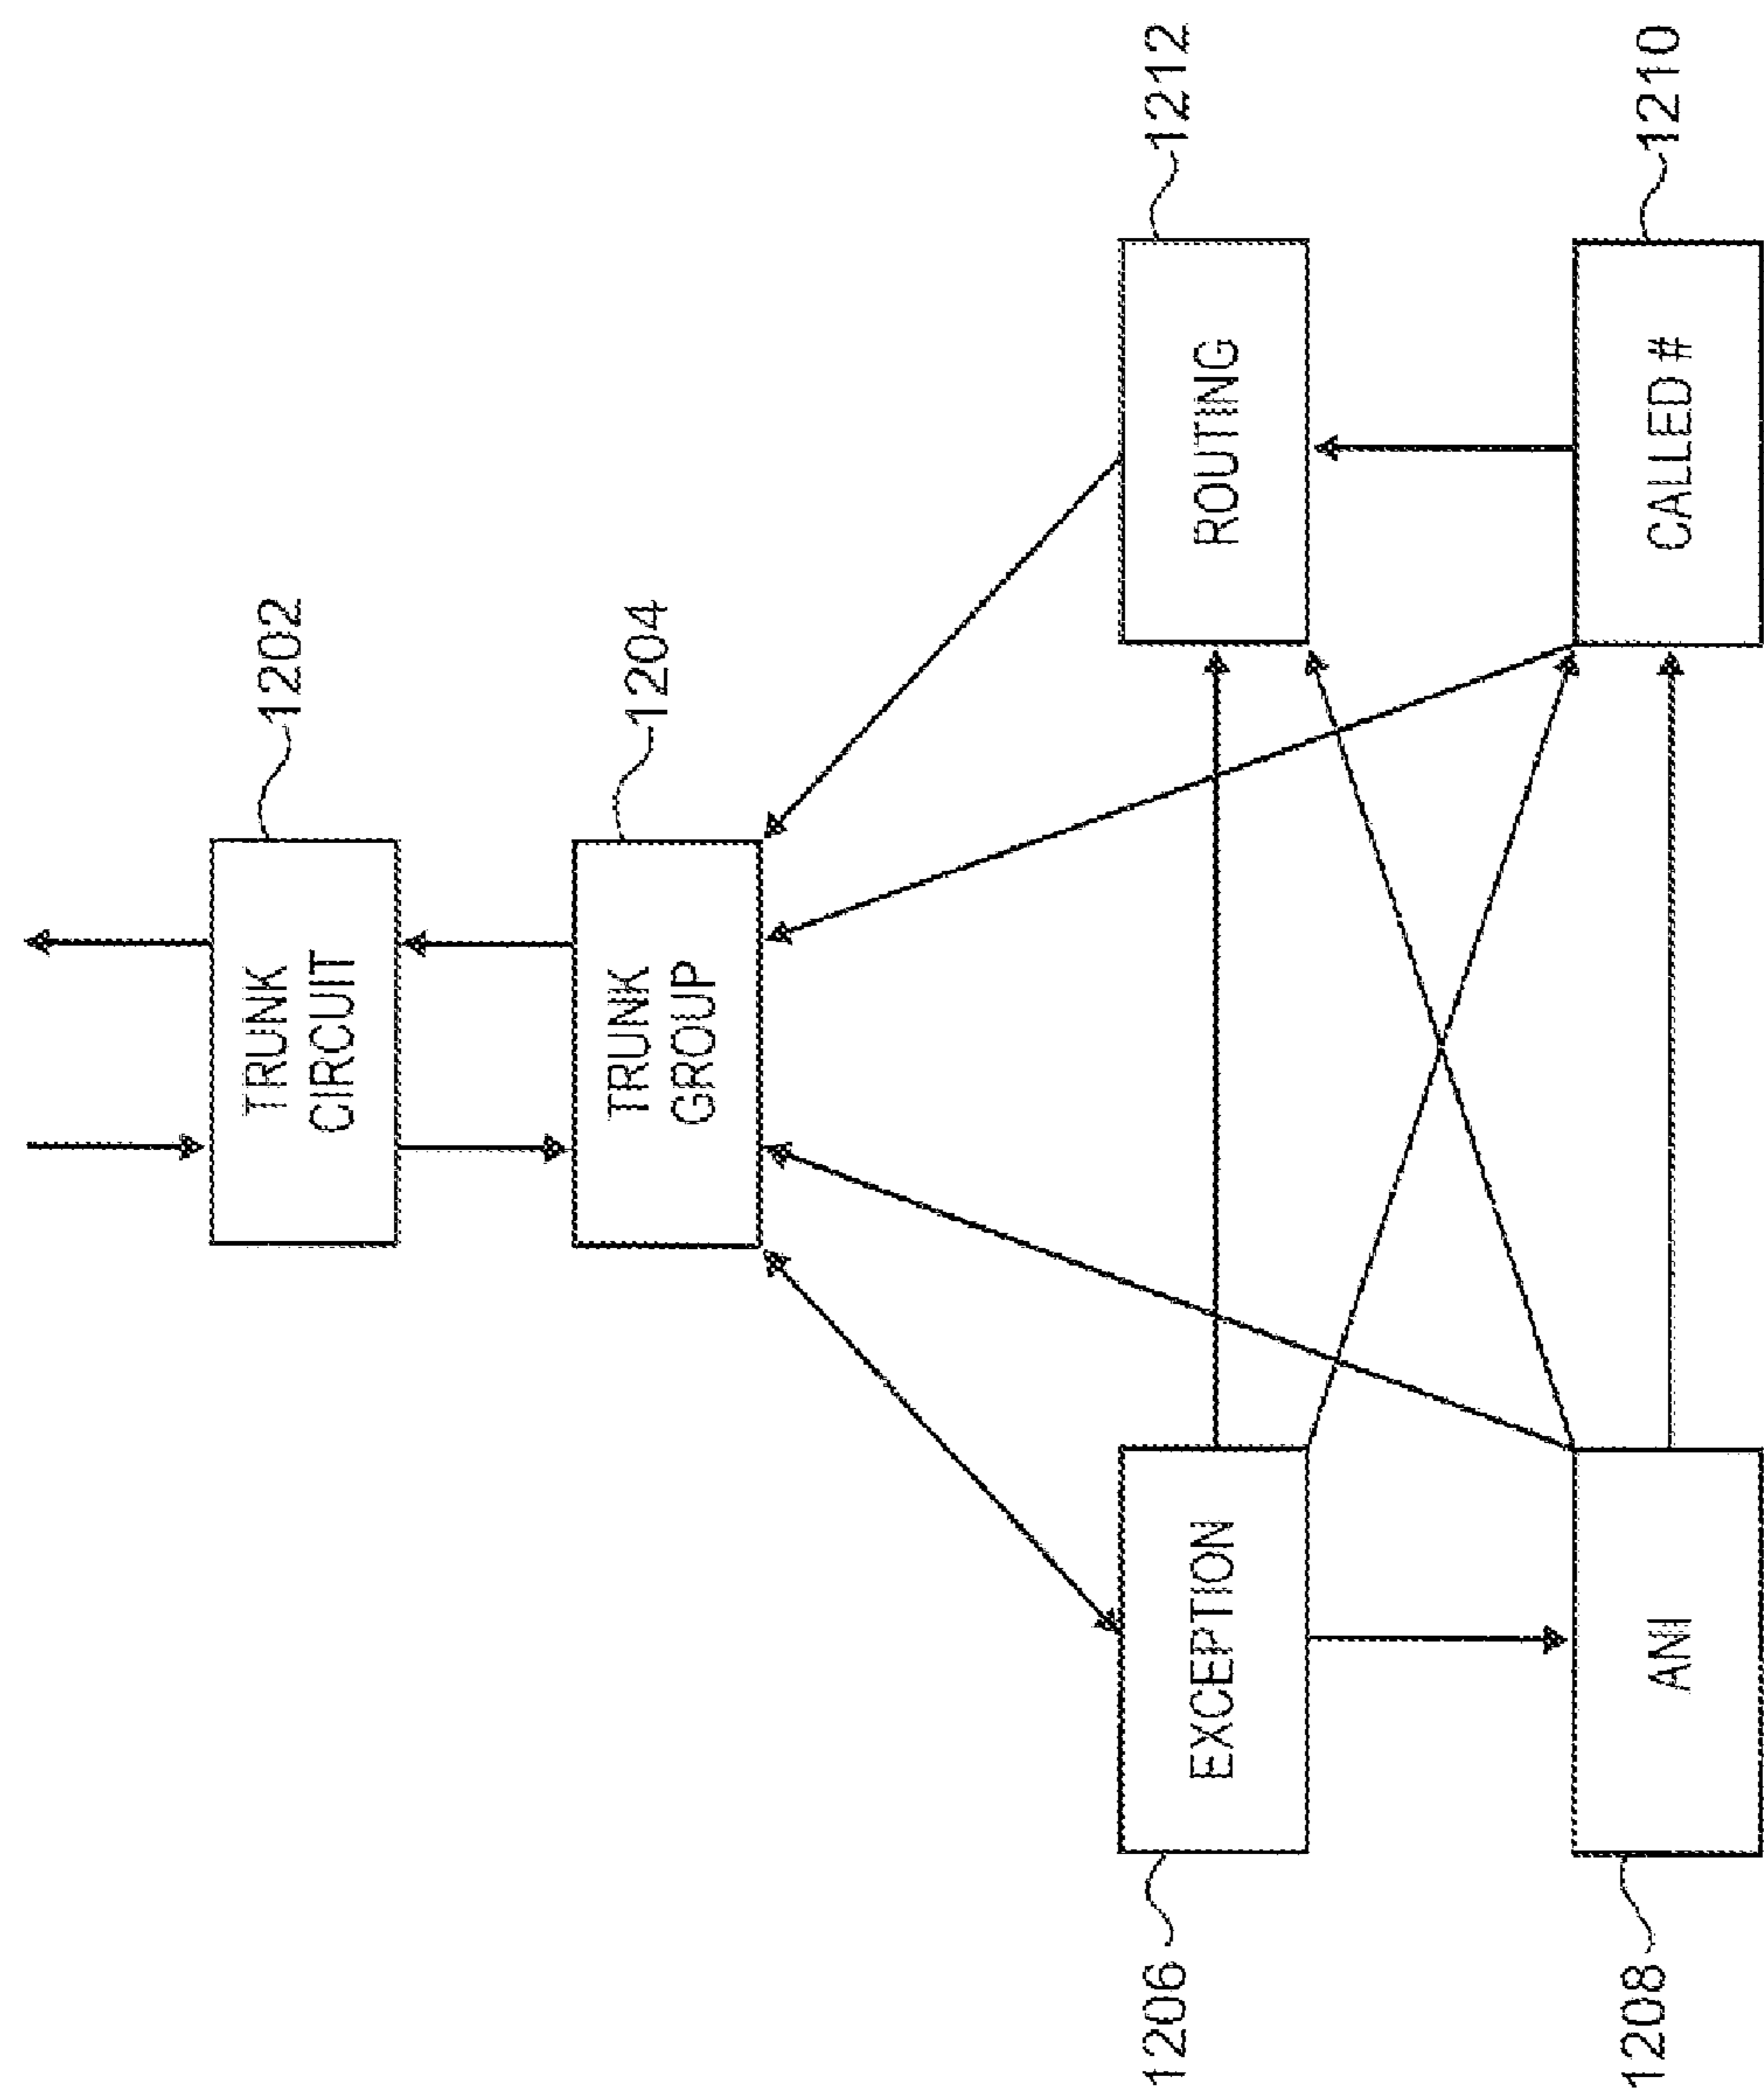 1202
TRUNK
CIRCUIT
1204
TRUNK
GROUP
1206
EXCEPTION
ROUTING
1212
1208
ANI
CALLED #
1210